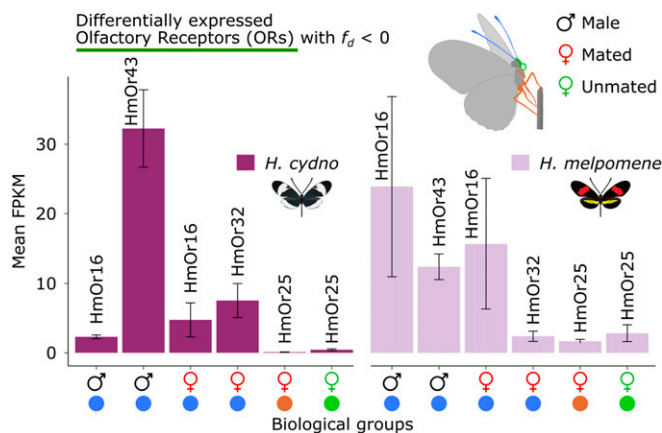 Differentially expressed
Olfactory Receptors (ORs) with f_d < 0
♂ Male
♀ Mated
♀ Unmated
Mean FPKM
30
20
10
0
H. cydno
H. melpomene
HmOr16
HmOr43
HmOr16
HmOr32
HmOr25
HmOr25
HmOr16
HmOr43
HmOr16
HmOr32
HmOr25
HmOr25
♂ ♂ ♀ ♀ ♀ ♀ ♂ ♂ ♀ ♀ ♀ ♀
Biological groups